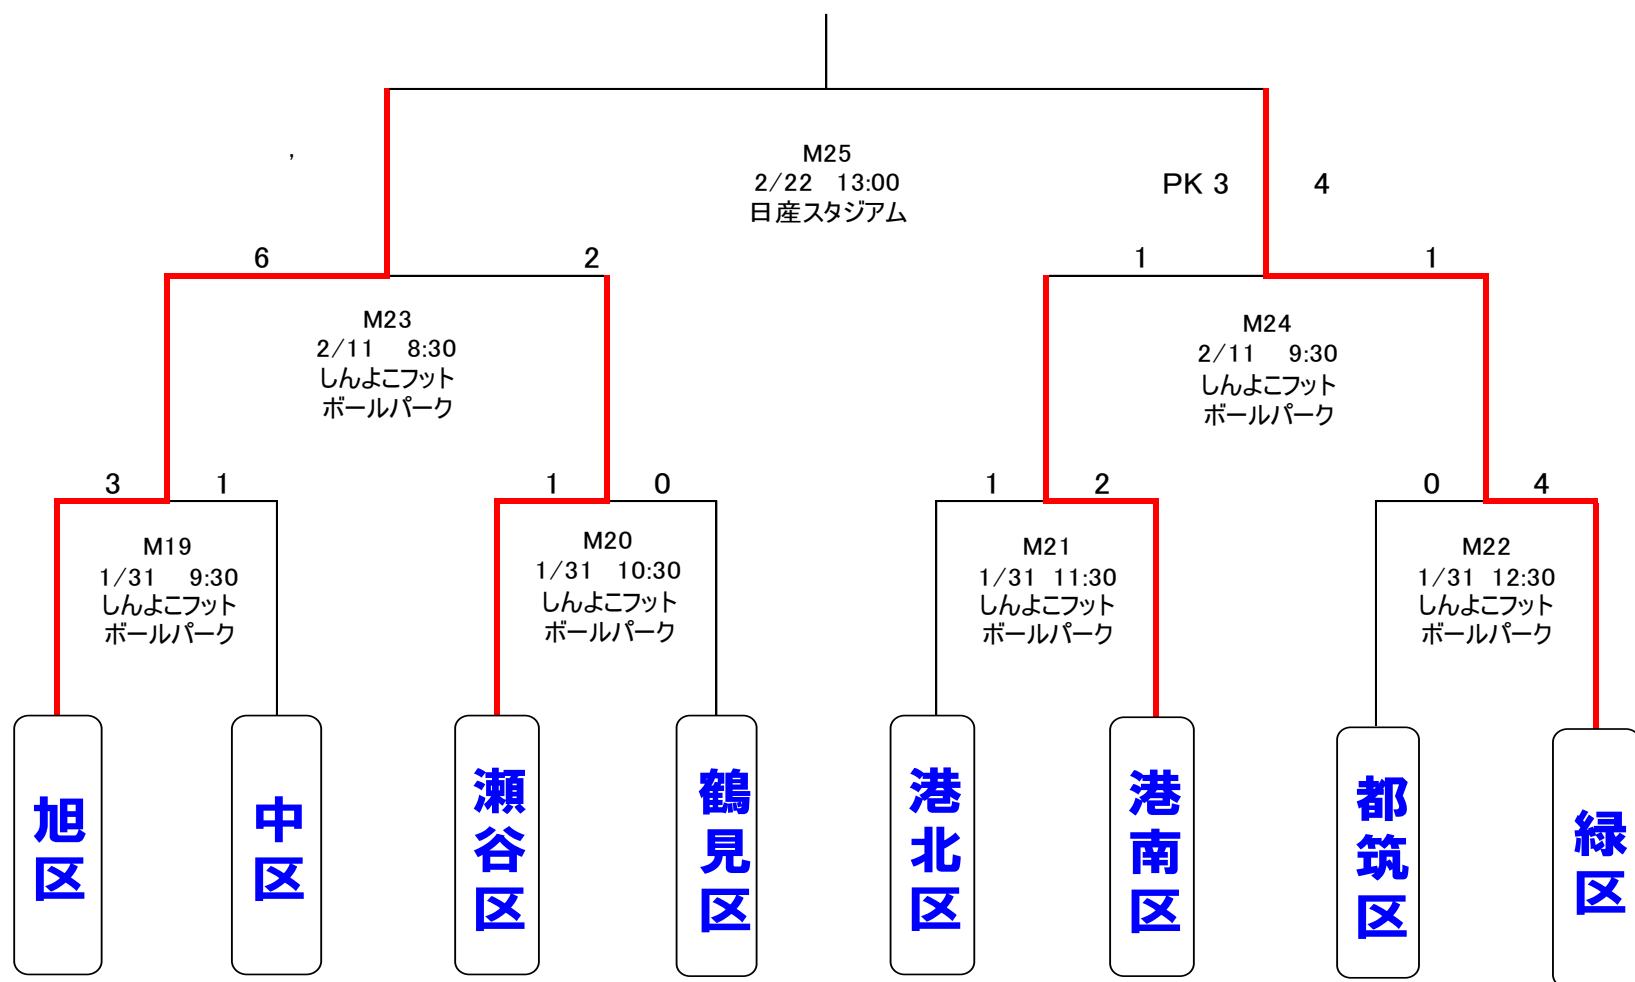 M25
2/22 13:00
日産スタジアム
,
PK 3 4
6 2
1 1
M23
2/11 8:30
しんよこフット
ボールパーク
M24
2/11 9:30
しんよこフット
ボールパーク
3 1
1 0
1 2
0 4
M19
1/31 9:30
しんよこフット
ボールパーク
M20
1/31 10:30
しんよこフット
ボールパーク
M21
1/31 11:30
しんよこフット
ボールパーク
M22
1/31 12:30
しんよこフット
ボールパーク
旭区
中区
瀬谷区
鶴見区
港北区
港南区
都筑区
緑区